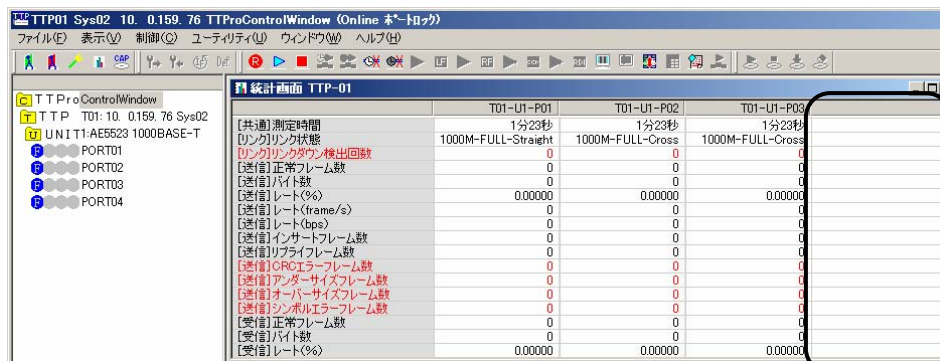 TTP01 Sys02 10. 0.159. 76 TTProControlWindow (Online ポートロック)
ファイル(F) 表示(V) 制御(C) ユーティリティ(U) ウィンドウ(W) ヘルプ(H)
CAP
TTProControlWindow
TTP T01: 10. 0.159. 76 Sys02
UNIT1:AE5523 1000BASE-T
PORT01
PORT02
PORT03
PORT04
統計画面 TTP-01
T01-U1-P01 T01-U1-P02 T01-U1-P03
[共通]測定時間 1分23秒 1分23秒 1分23秒
[リンク]リンク状態 1000M-FULL-Straight 1000M-FULL-Cross 1000M-FULL-Cross
[リンク]リンクダウン検出回数 0 0 0
[送信]正常フレーム数 0 0 0
[送信]バイト数 0 0 0
[送信]レート(%) 0.00000 0.00000 0.00000
[送信]レート(frame/s) 0 0 0
[送信]レート(bps) 0 0 0
[送信]インサートフレーム数 0 0 0
[送信]リプライフレーム数 0 0 0
[送信]CRCエラーフレーム数 0 0 0
[送信]アンダーサイズフレーム数 0 0 0
[送信]オーバーサイズフレーム数 0 0 0
[送信]シンボルエラーフレーム数 0 0 0
[受信]正常フレーム数 0 0 0
[受信]バイト数 0 0 0
[受信]レート(%) 0.00000 0.00000 0.00000